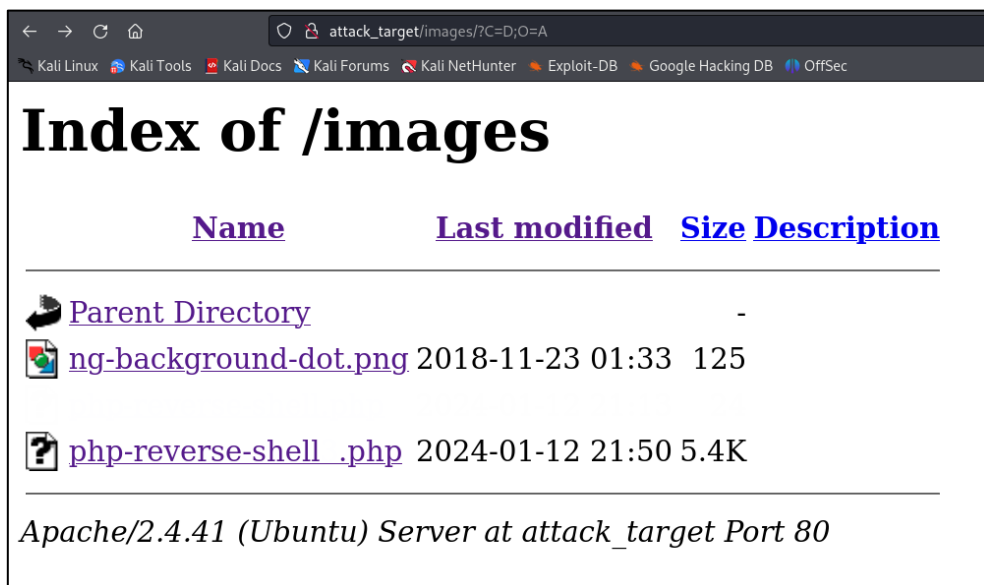 attack_target/images/?C=D;O=A
Kali Linux Kali Tools Kali Docs Kali Forums Kali NetHunter Exploit-DB Google Hacking DB OffSec
Index of /images
Name Last modified Size Description
Parent Directory -
ng-background-dot.png 2018-11-23 01:33 125
php-reverse-shell_.php 2024-01-12 21:50 5.4K
Apache/2.4.41 (Ubuntu) Server at attack_target Port 80